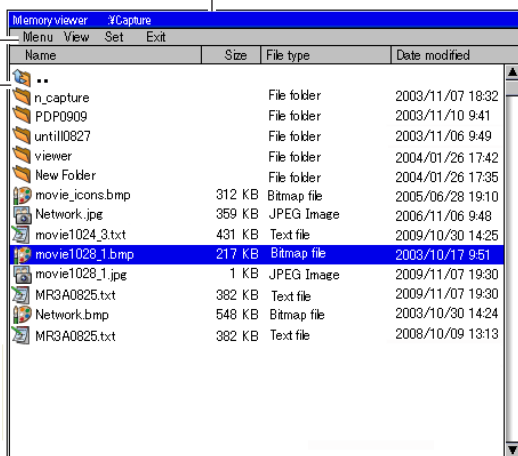 Memory viewer :¥Capture
Menu View Set Exit
Name Size File type Date modified
..
n_capture File folder 2003/11/07 18:32
PDP0909 File folder 2003/11/10 9:41
untill0827 File folder 2003/11/06 9:49
viewer File folder 2004/01/26 17:42
New Folder File folder 2004/01/26 17:35
movie_icons.bmp 312 KB Bitmap file 2005/06/28 19:10
Network.jpg 359 KB JPEG Image 2006/11/06 9:48
movie1024_3.txt 431 KB Text file 2009/10/30 14:25
movie1028_1.bmp 217 KB Bitmap file 2003/10/17 9:51
movie1028_1.jpg 1 KB JPEG Image 2009/11/07 19:30
MR3A0825.txt 382 KB Text file 2009/11/07 19:30
Network.bmp 548 KB Bitmap file 2003/10/30 14:24
MR3A0825.txt 382 KB Text file 2008/10/09 13:13